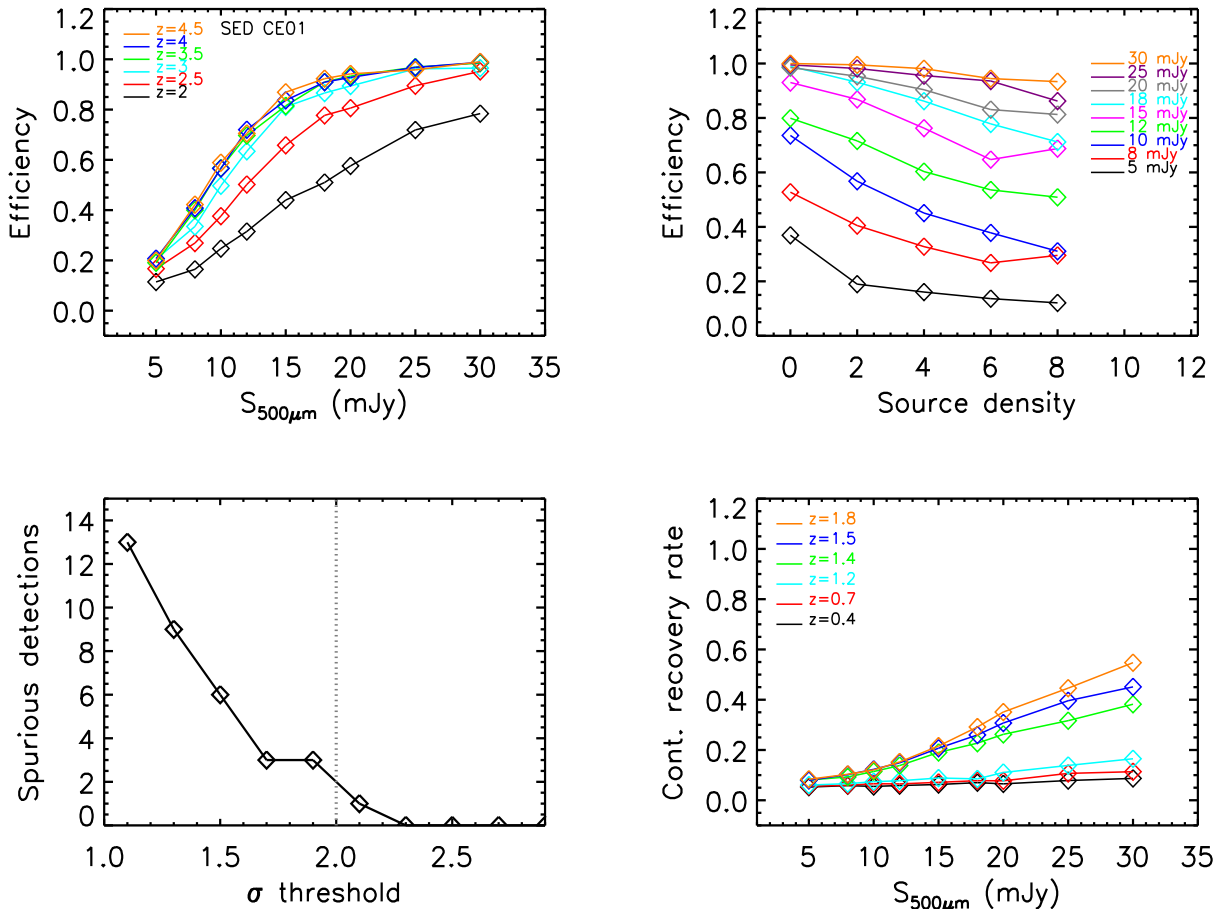 1.2
1.0
0.8
0.6
0.4
0.2
0.0
Efficiency
z=4.5
z=4
z=3.5
z=3
z=2.5
z=2
SED CE01
5 10 15 20 25 30 35
S500μm (mJy)
1.2
1.0
0.8
0.6
0.4
0.2
0.0
Efficiency
30 mJy
25 mJy
20 mJy
18 mJy
15 mJy
12 mJy
10 mJy
8 mJy
5 mJy
0 2 4 6 8 10 12
Source density
14
12
10
8
6
4
2
0
Spurious detections
1.0 1.5 2.0 2.5
σ threshold
1.2
1.0
0.8
0.6
0.4
0.2
0.0
Cont. recovery rate
z=1.8
z=1.5
z=1.4
z=1.2
z=0.7
z=0.4
5 10 15 20 25 30 35
S500μm (mJy)